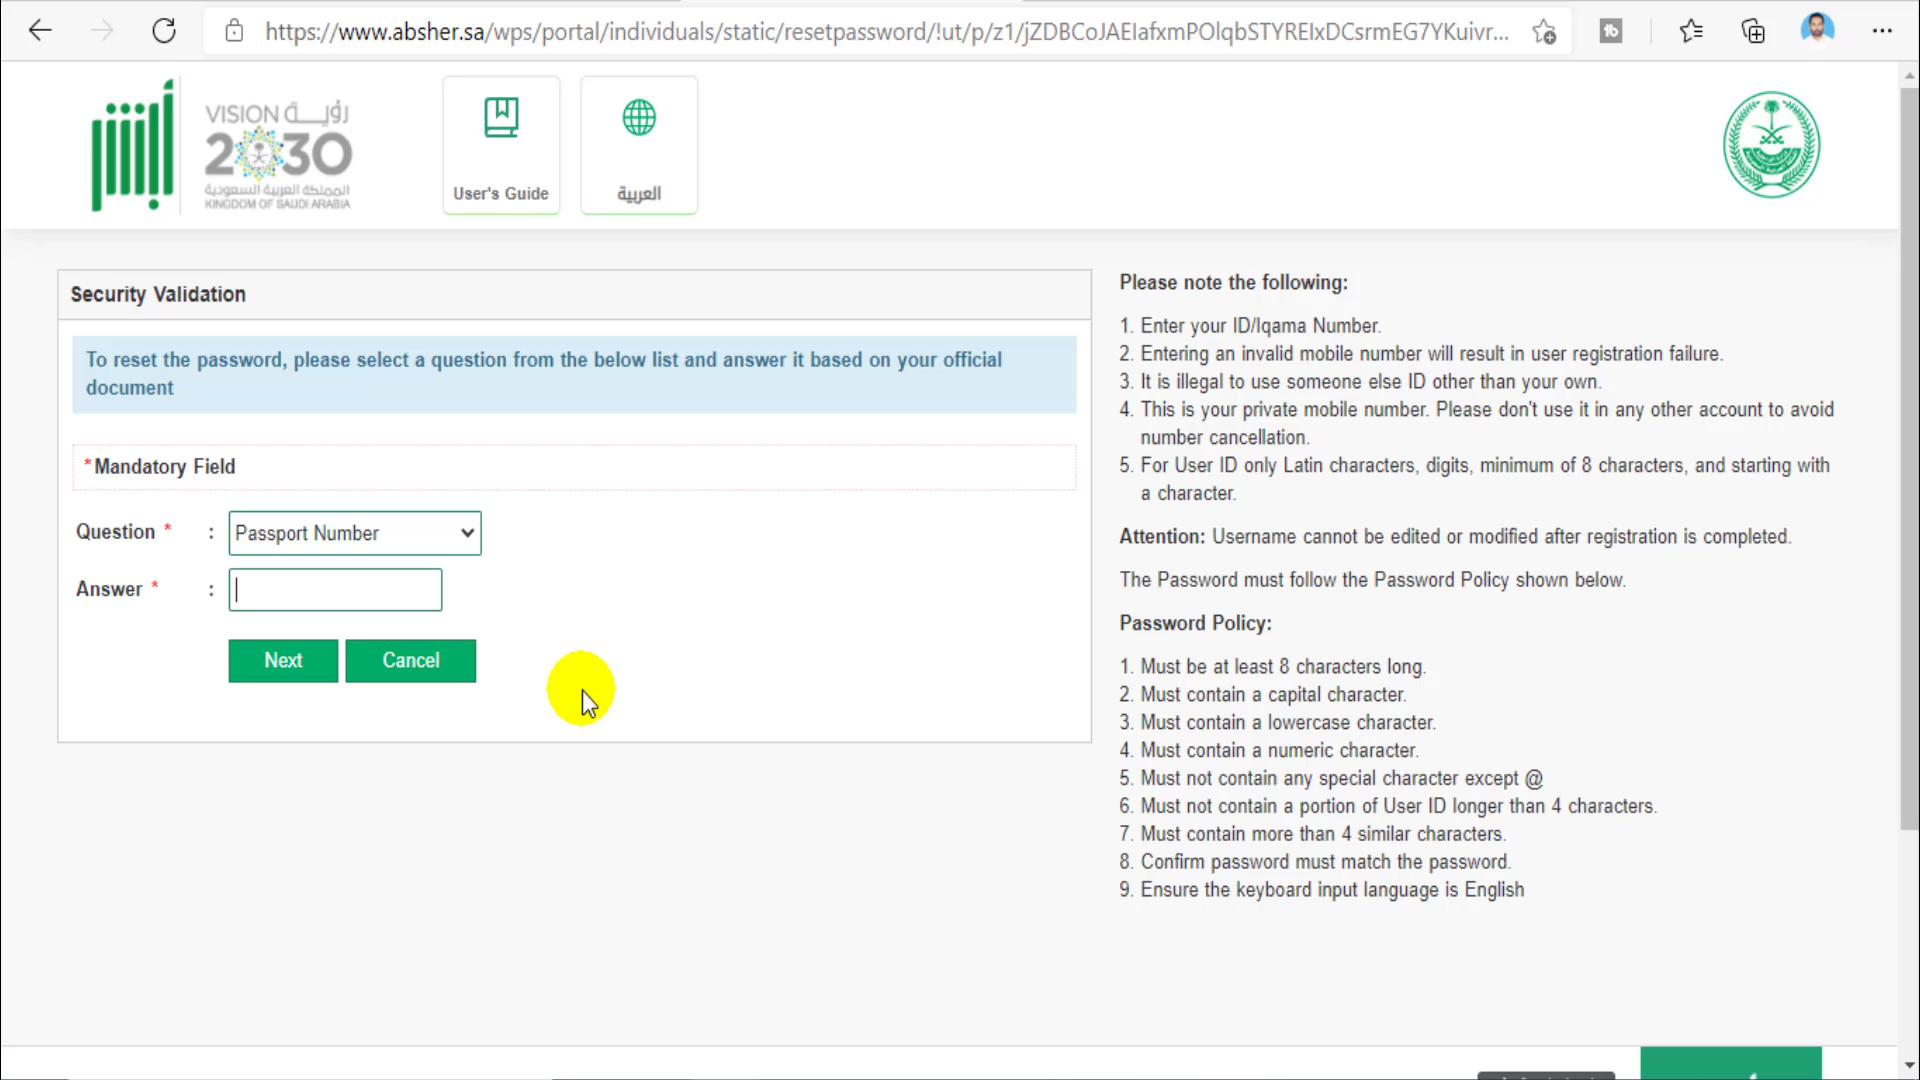 https://www.absher.sa/wps/portal/individuals/static/resetpassword/!ut/p/z1/jZDBCoJAEIafxmPOlqbSTYREIxDCsrmEG7YKuivr...
أبشر
VISION رؤية
2030
المملكة العربية السعودية
KINGDOM OF SAUDI ARABIA
User's Guide
العربية
Security Validation
To reset the password, please select a question from the below list and answer it based on your official
document
*Mandatory Field
Question * : Passport Number
Answer * :
Next Cancel
Please note the following:
1. Enter your ID/Iqama Number.
2. Entering an invalid mobile number will result in user registration failure.
3. It is illegal to use someone else ID other than your own.
4. This is your private mobile number. Please don't use it in any other account to avoid
number cancellation.
5. For User ID only Latin characters, digits, minimum of 8 characters, and starting with
a character.
Attention: Username cannot be edited or modified after registration is completed.
The Password must follow the Password Policy shown below.
Password Policy:
1. Must be at least 8 characters long.
2. Must contain a capital character.
3. Must contain a lowercase character.
4. Must contain a numeric character.
5. Must not contain any special character except @
6. Must not contain a portion of User ID longer than 4 characters.
7. Must contain more than 4 similar characters.
8. Confirm password must match the password.
9. Ensure the keyboard input language is English